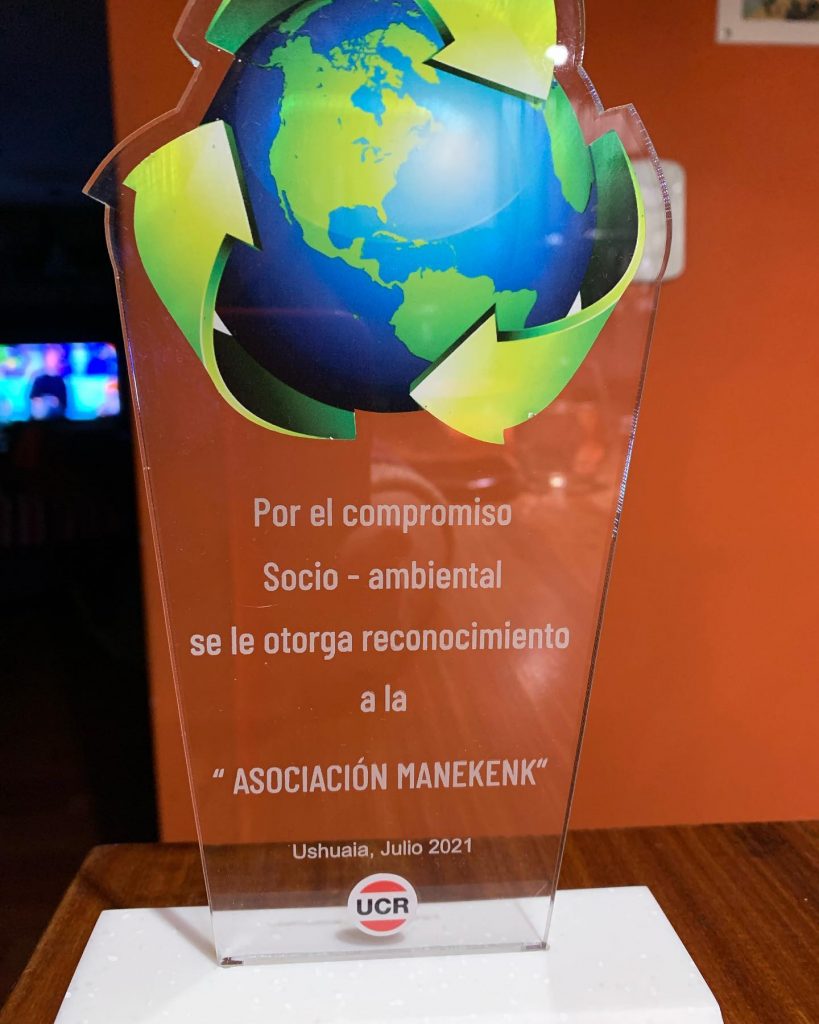 Por el compromiso
Socio - ambiental
se le otorga reconocimiento
a la
“ ASOCIACIÓN MANEKENK”
Ushuaia, Julio 2021
UCR